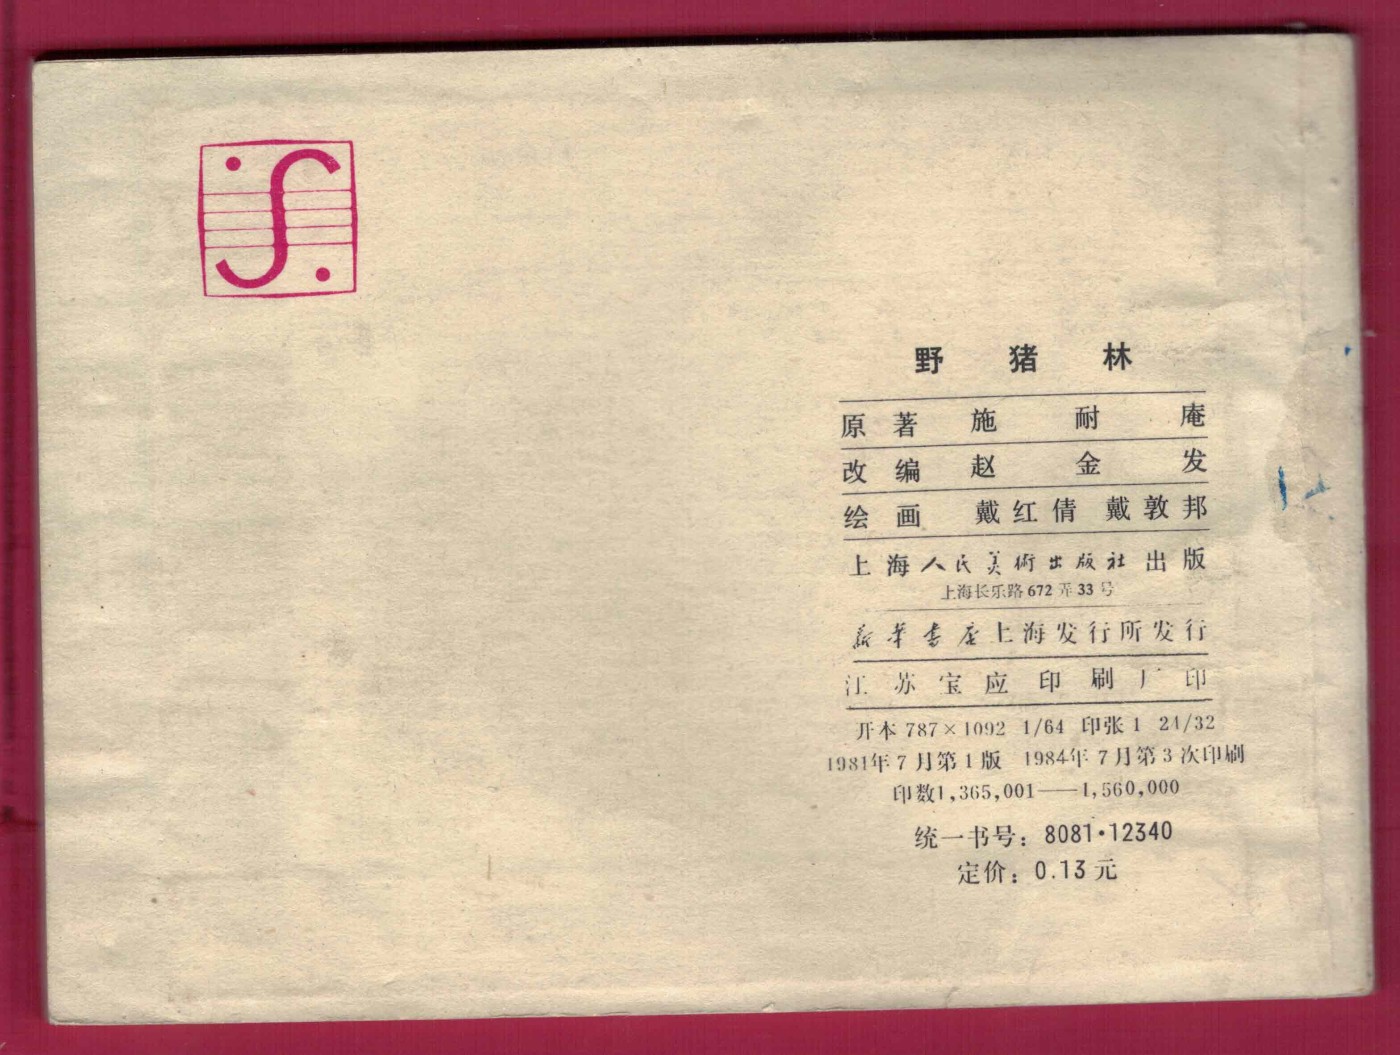 野猪林
原著 施耐庵
改编 赵金发
绘画 戴红倩 戴敦邦
上海人民美術出版社出版
上海长乐路672弄33号
新华书店上海发行所发行
江苏宝应印刷厂印
开本 787×1092 1/64 印张 1 24/32
1981年7月第1版 1984年7月第3次印刷
印数1,365,001——1,560,000
统一书号：8081·12340
定价：0.13元